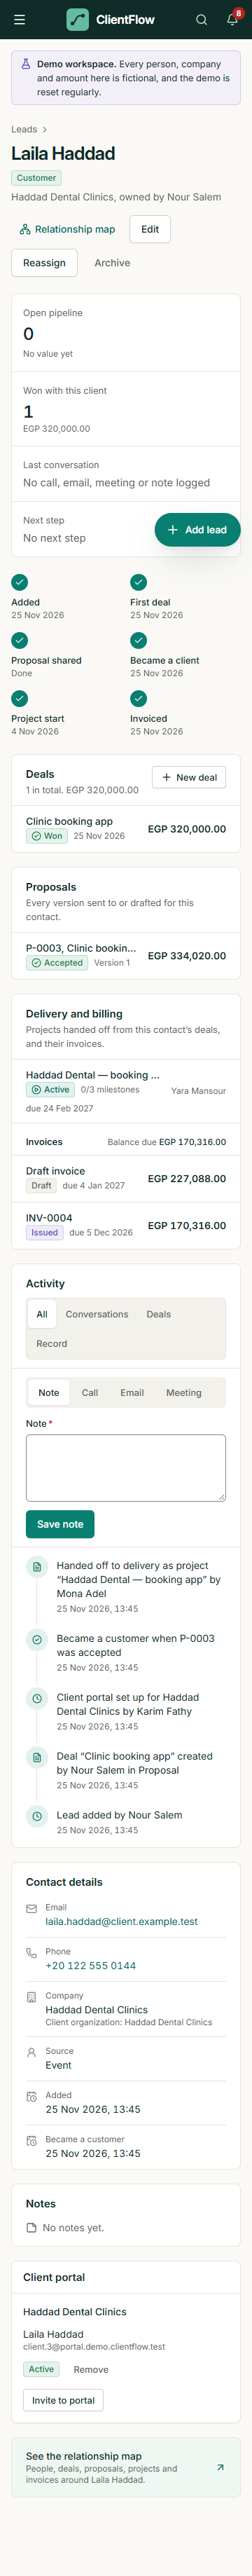 ClientFlow
8
Demo workspace. Every person, company
and amount here is fictional, and the demo is
reset regularly.
Leads
Laila Haddad
Customer
Haddad Dental Clinics, owned by Nour Salem
Relationship map
Edit
Reassign
Archive
Open pipeline
0
No value yet
Won with this client
1
EGP 320,000.00
Last conversation
No call, email, meeting or note logged
Next step
No next step
Add lead
Added
25 Nov 2026
First deal
25 Nov 2026
Proposal shared
Done
Became a client
25 Nov 2026
Project start
4 Nov 2026
Invoiced
25 Nov 2026
Deals
1 in total. EGP 320,000.00
New deal
Clinic booking app
Won 25 Nov 2026
EGP 320,000.00
Proposals
Every version sent to or drafted for this
contact.
P-0003, Clinic bookin...
Accepted Version 1
EGP 334,020.00
Delivery and billing
Projects handed off from this contact's deals,
and their invoices.
Haddad Dental — booking ...
Active 0/3 milestones
Yara Mansour
due 24 Feb 2027
Invoices
Balance due EGP 170,316.00
Draft invoice
Draft due 4 Jan 2027
EGP 227,088.00
INV-0004
Issued due 5 Dec 2026
EGP 170,316.00
Activity
All Conversations Deals
Record
Note Call Email Meeting
Note *
Save note
Handed off to delivery as project
“Haddad Dental — booking app” by
Mona Adel
25 Nov 2026, 13:45
Became a customer when P-0003
was accepted
25 Nov 2026, 13:45
Client portal set up for Haddad
Dental Clinics by Karim Fathy
25 Nov 2026, 13:45
Deal “Clinic booking app” created
by Nour Salem in Proposal
25 Nov 2026, 13:45
Lead added by Nour Salem
25 Nov 2026, 13:45
Contact details
Email
laila.haddad@client.example.test
Phone
+20 122 555 0144
Company
Haddad Dental Clinics
Client organization: Haddad Dental Clinics
Source
Event
Added
25 Nov 2026, 13:45
Became a customer
25 Nov 2026, 13:45
Notes
No notes yet.
Client portal
Haddad Dental Clinics
Laila Haddad
client.3@portal.demo.clientflow.test
Active
Remove
Invite to portal
See the relationship map
People, deals, proposals, projects and
invoices around Laila Haddad.